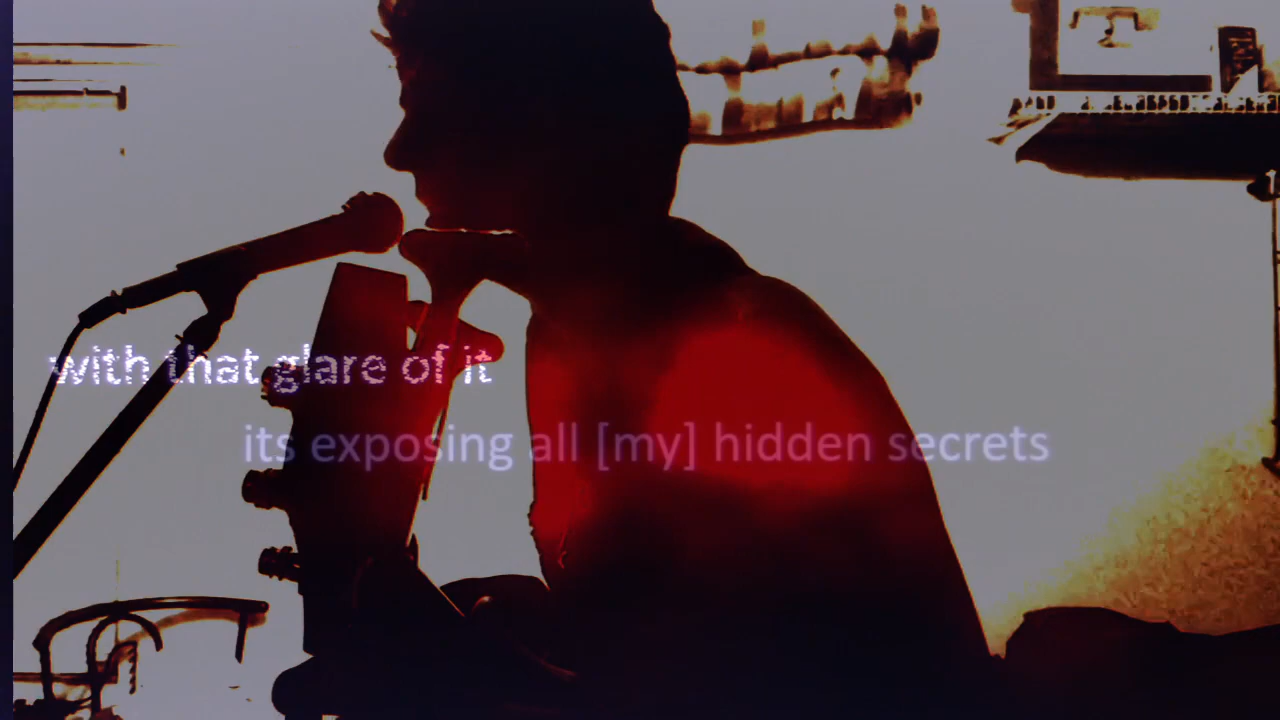 with that glare of it
its exposing all [my] hidden secrets